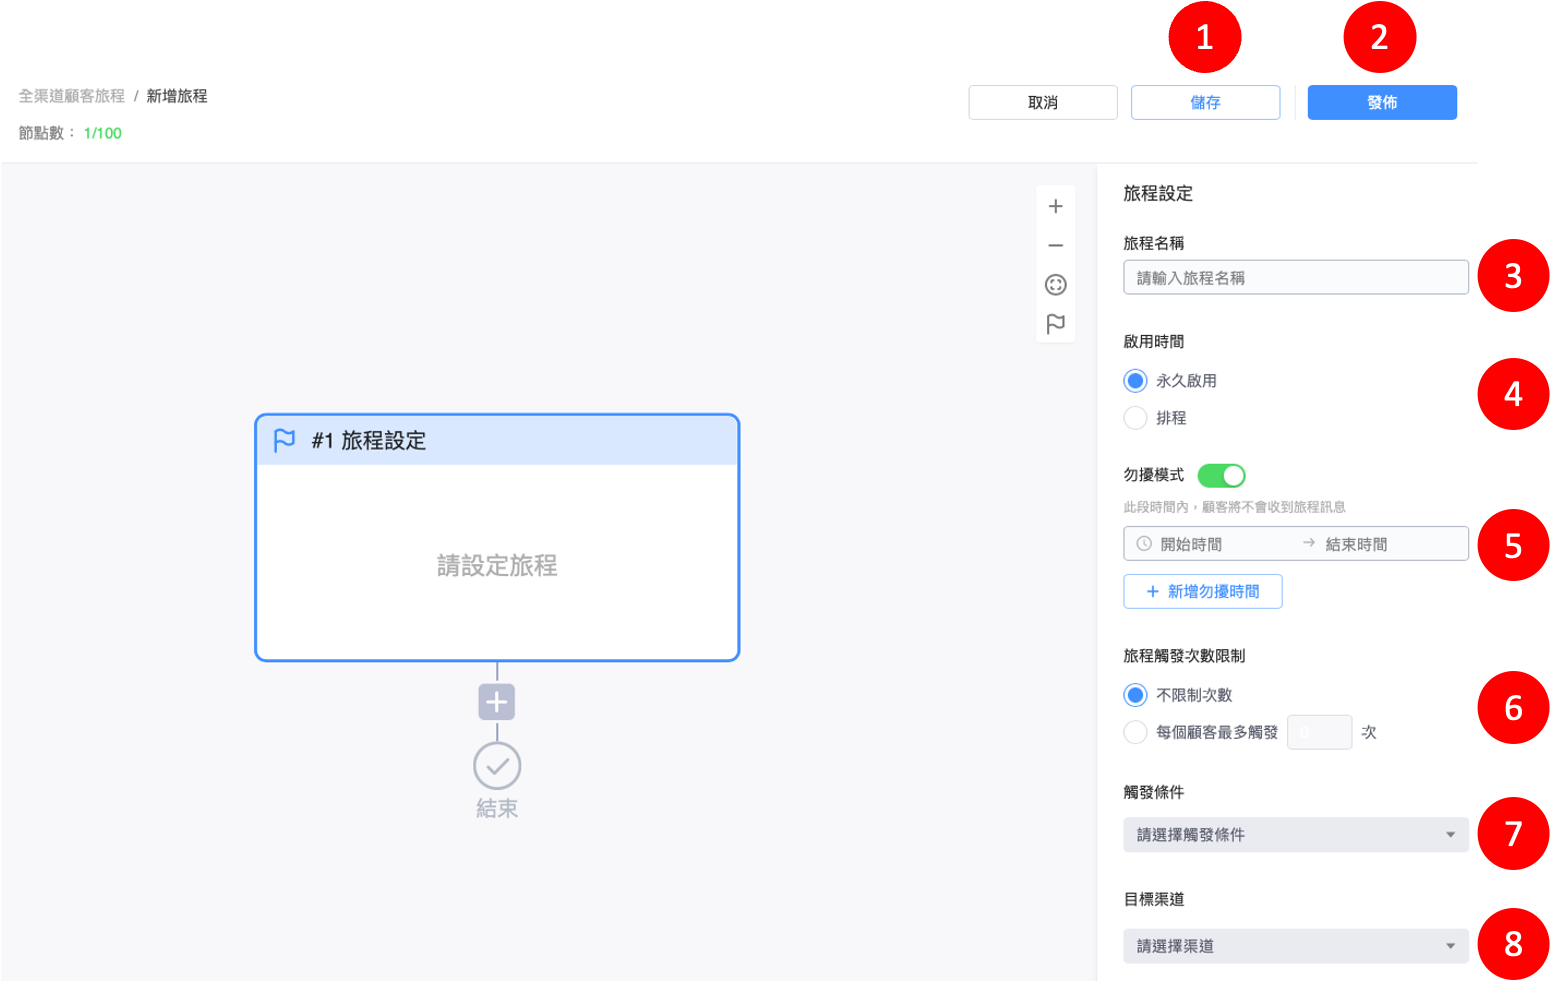 1
2
全渠道顧客旅程 / 新增旅程
取消
儲存
發佈
節點數： 1/100
旅程設定
旅程名稱
請輸入旅程名稱
3
啟用時間
永久啟用
4
排程
#1 旅程設定
勿擾模式
此段時間內，顧客將不會收到旅程訊息
開始時間 → 結束時間
5
請設定旅程
+ 新增勿擾時間
旅程觸發次數限制
不限制次數
6
每個顧客最多觸發 0 次
結束
觸發條件
請選擇觸發條件
7
目標渠道
請選擇渠道
8